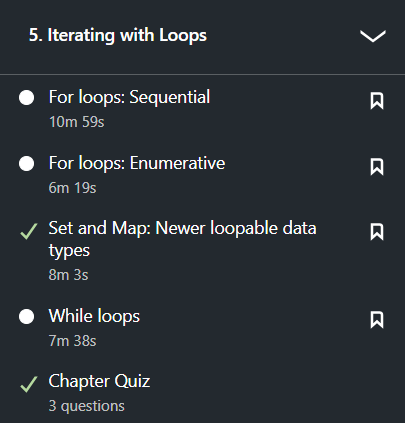 5. Iterating with Loops
For loops: Sequential
10m 59s
For loops: Enumerative
6m 19s
Set and Map: Newer loopable data
types
8m 3s
While loops
7m 38s
Chapter Quiz
3 questions